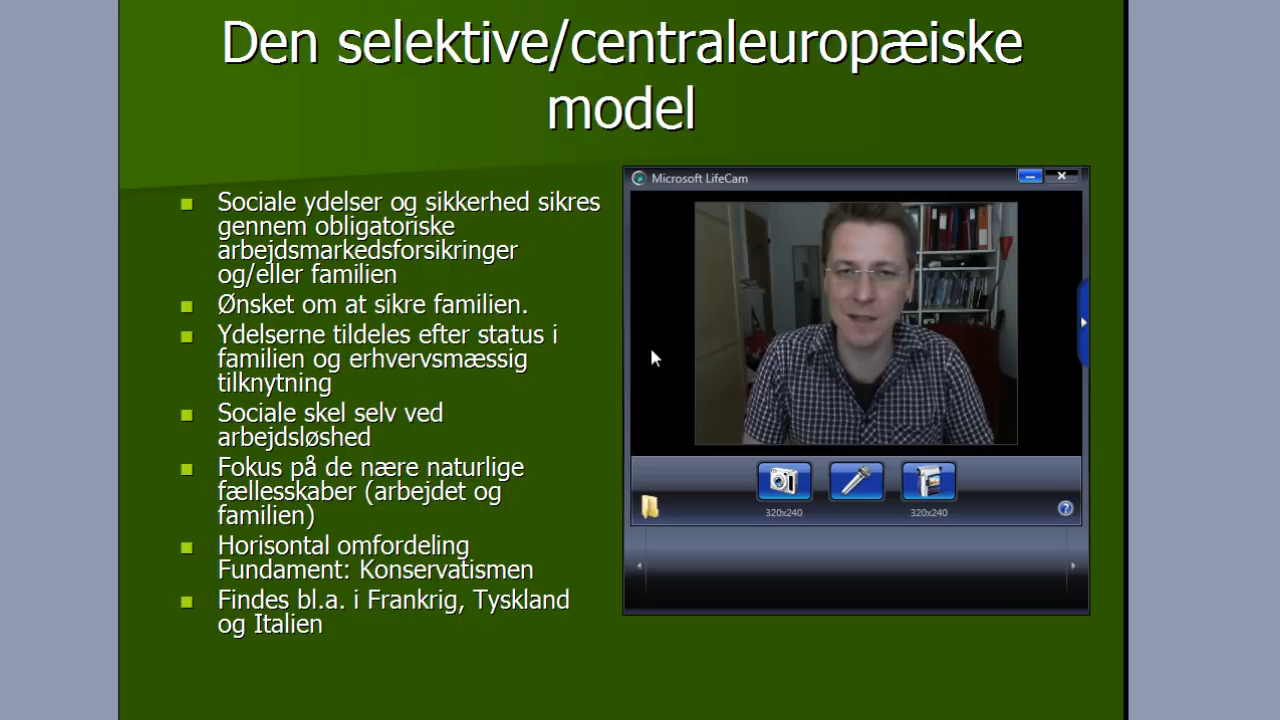 Den selektive/centraleuropæiske
model
Sociale ydelser og sikkerhed sikres
gennem obligatoriske
arbejdsmarkedsforsikringer
og/eller familien
Ønsket om at sikre familien.
Ydelserne tildeles efter status i
familien og erhvervsmæssig
tilknytning
Sociale skel selv ved
arbejdsløshed
Fokus på de nære naturlige
fællesskaber (arbejdet og
familien)
Horisontal omfordeling
Fundament: Konservatismen
Findes bl.a. i Frankrig, Tyskland
og Italien
Microsoft LifeCam
320x240
320x240